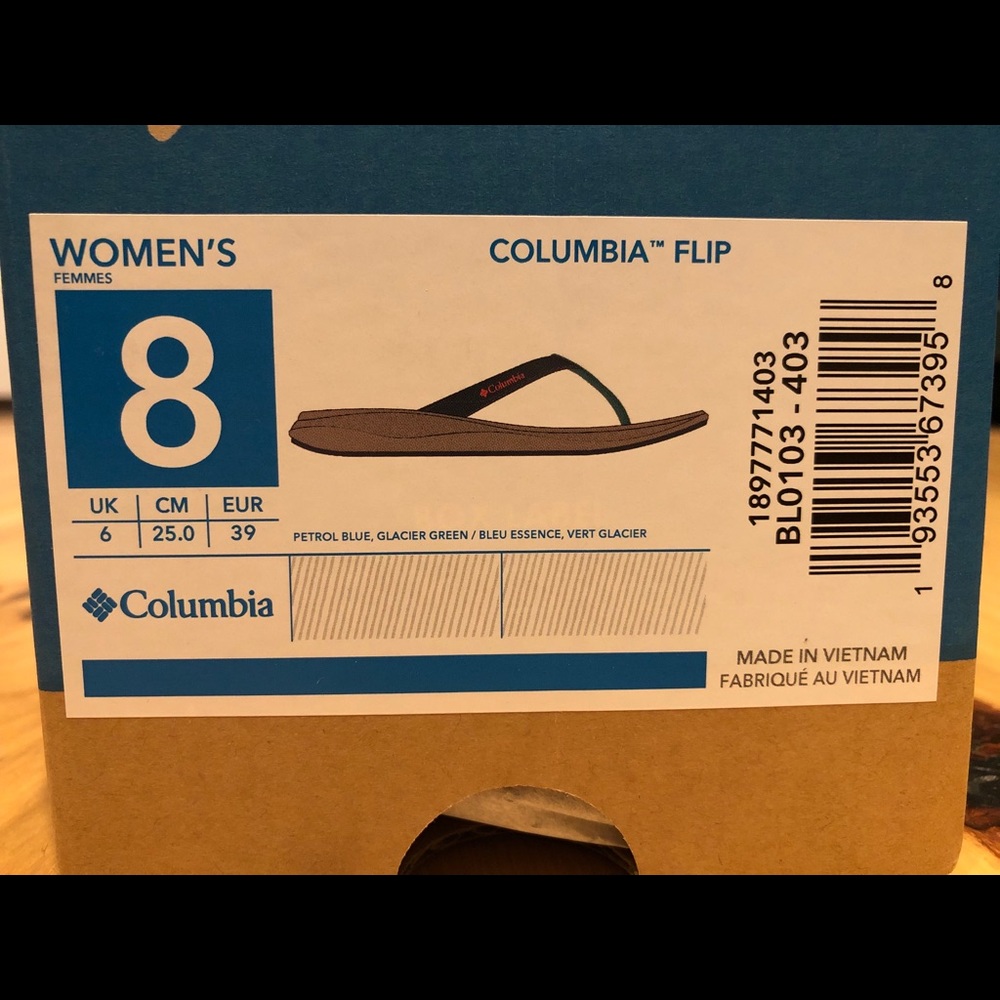 WOMEN'S
FEMMES
COLUMBIA™ FLIP
8
UK CM EUR
6 25.0 39
Columbia
PETROL BLUE, GLACIER GREEN / BLEU ESSENCE, VERT GLACIER
Columbia
1897771403
BL0103 - 403
1 93553 67395 8
MADE IN VIETNAM
FABRIQUÉ AU VIETNAM